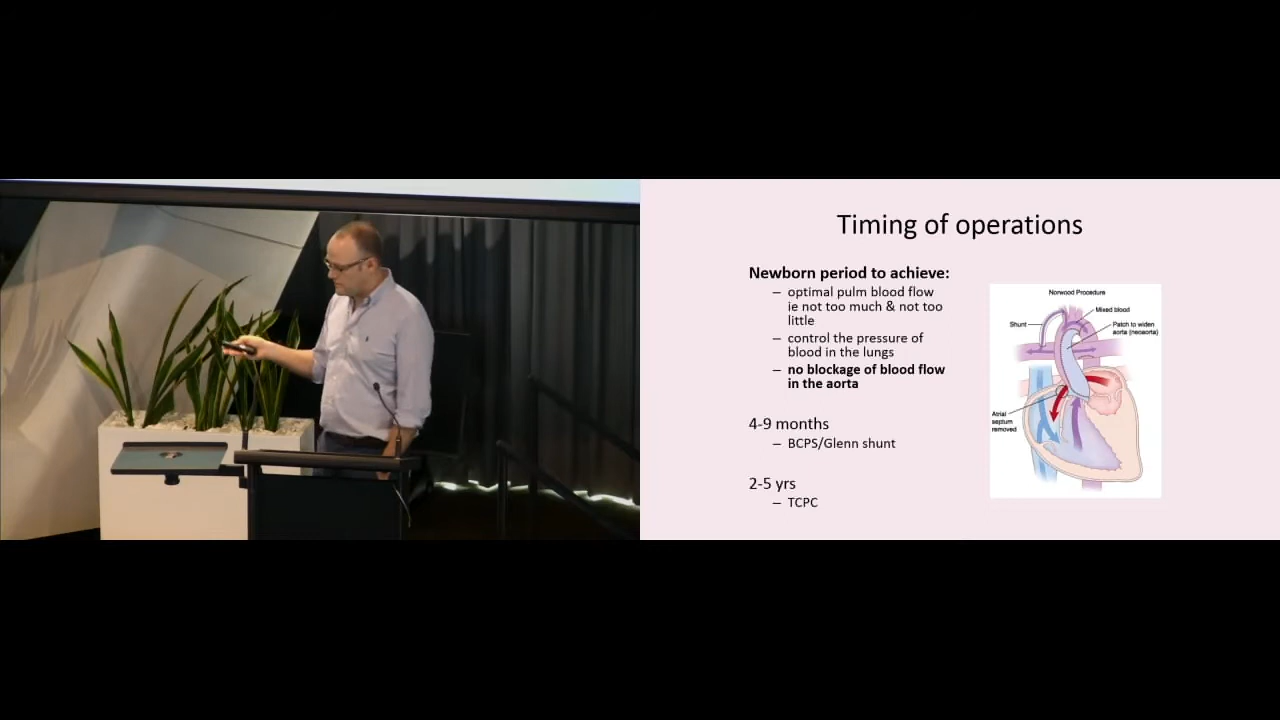 Timing of operations
Newborn period to achieve:
– optimal pulm blood flow
ie not too much & not too
little
– control the pressure of
blood in the lungs
– no blockage of blood flow
in the aorta
4-9 months
– BCPS/Glenn shunt
2-5 yrs
– TCPC
Norwood Procedure
Mixed blood
Shunt
Patch to widen
aorta (neoaorta)
Atrial
septum
removed